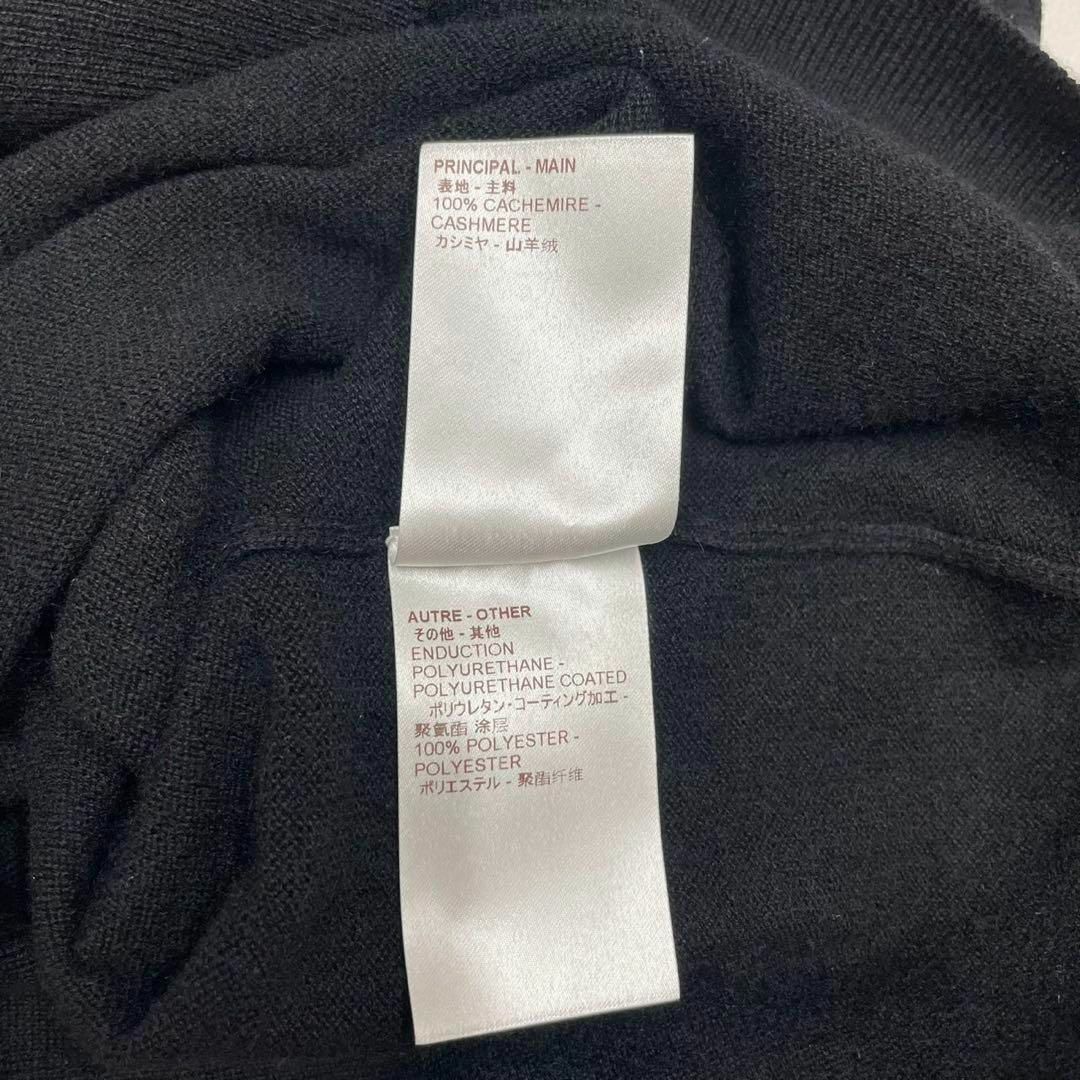 PRINCIPAL - MAIN
表地 - 主料
100% CACHEMIRE -
CASHMERE
カシミヤ - 山羊绒
AUTRE - OTHER
その他 - 其他
ENDUCTION
POLYURETHANE -
POLYURETHANE COATED
ポリウレタン・コーティング加工 -
聚氨酯 涂层
100% POLYESTER -
POLYESTER
ポリエステル - 聚酯纤维